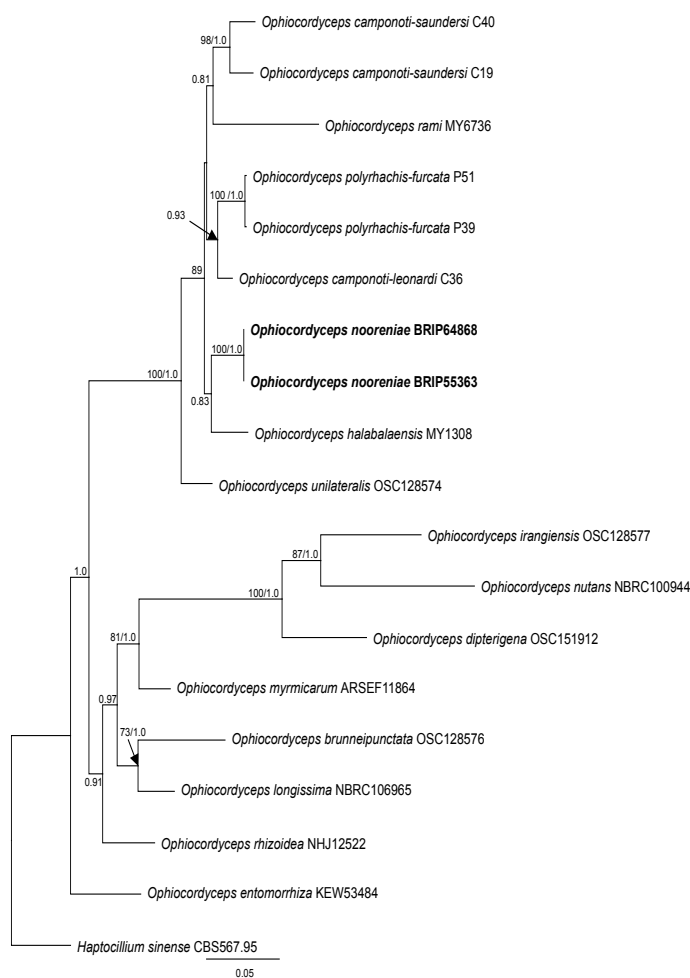 Ophiocordyceps camponoti-saundersi C40
98/1.0
Ophiocordyceps camponoti-saundersi C19
0.81
Ophiocordyceps rami MY6736
Ophiocordyceps polyrhachis-furcata P51
100 /1.0
0.93
Ophiocordyceps polyrhachis-furcata P39
89
Ophiocordyceps camponoti-leonardi C36
Ophiocordyceps nooreniae BRIP64868
100/1.0
100/1.0
Ophiocordyceps nooreniae BRIP55363
0.83
Ophiocordyceps halabalaensis MY1308
Ophiocordyceps unilateralis OSC128574
Ophiocordyceps irangiensis OSC128577
87/1.0
1.0
Ophiocordyceps nutans NBRC100944
100/1.0
81/1.0
Ophiocordyceps dipterigena OSC151912
Ophiocordyceps myrmicarum ARSEF11864
0.97
73/1.0
Ophiocordyceps brunneipunctata OSC128576
0.91
Ophiocordyceps longissima NBRC106965
Ophiocordyceps rhizoidea NHJ12522
Ophiocordyceps entomorrhiza KEW53484
Haptocillium sinense CBS567.95
0.05